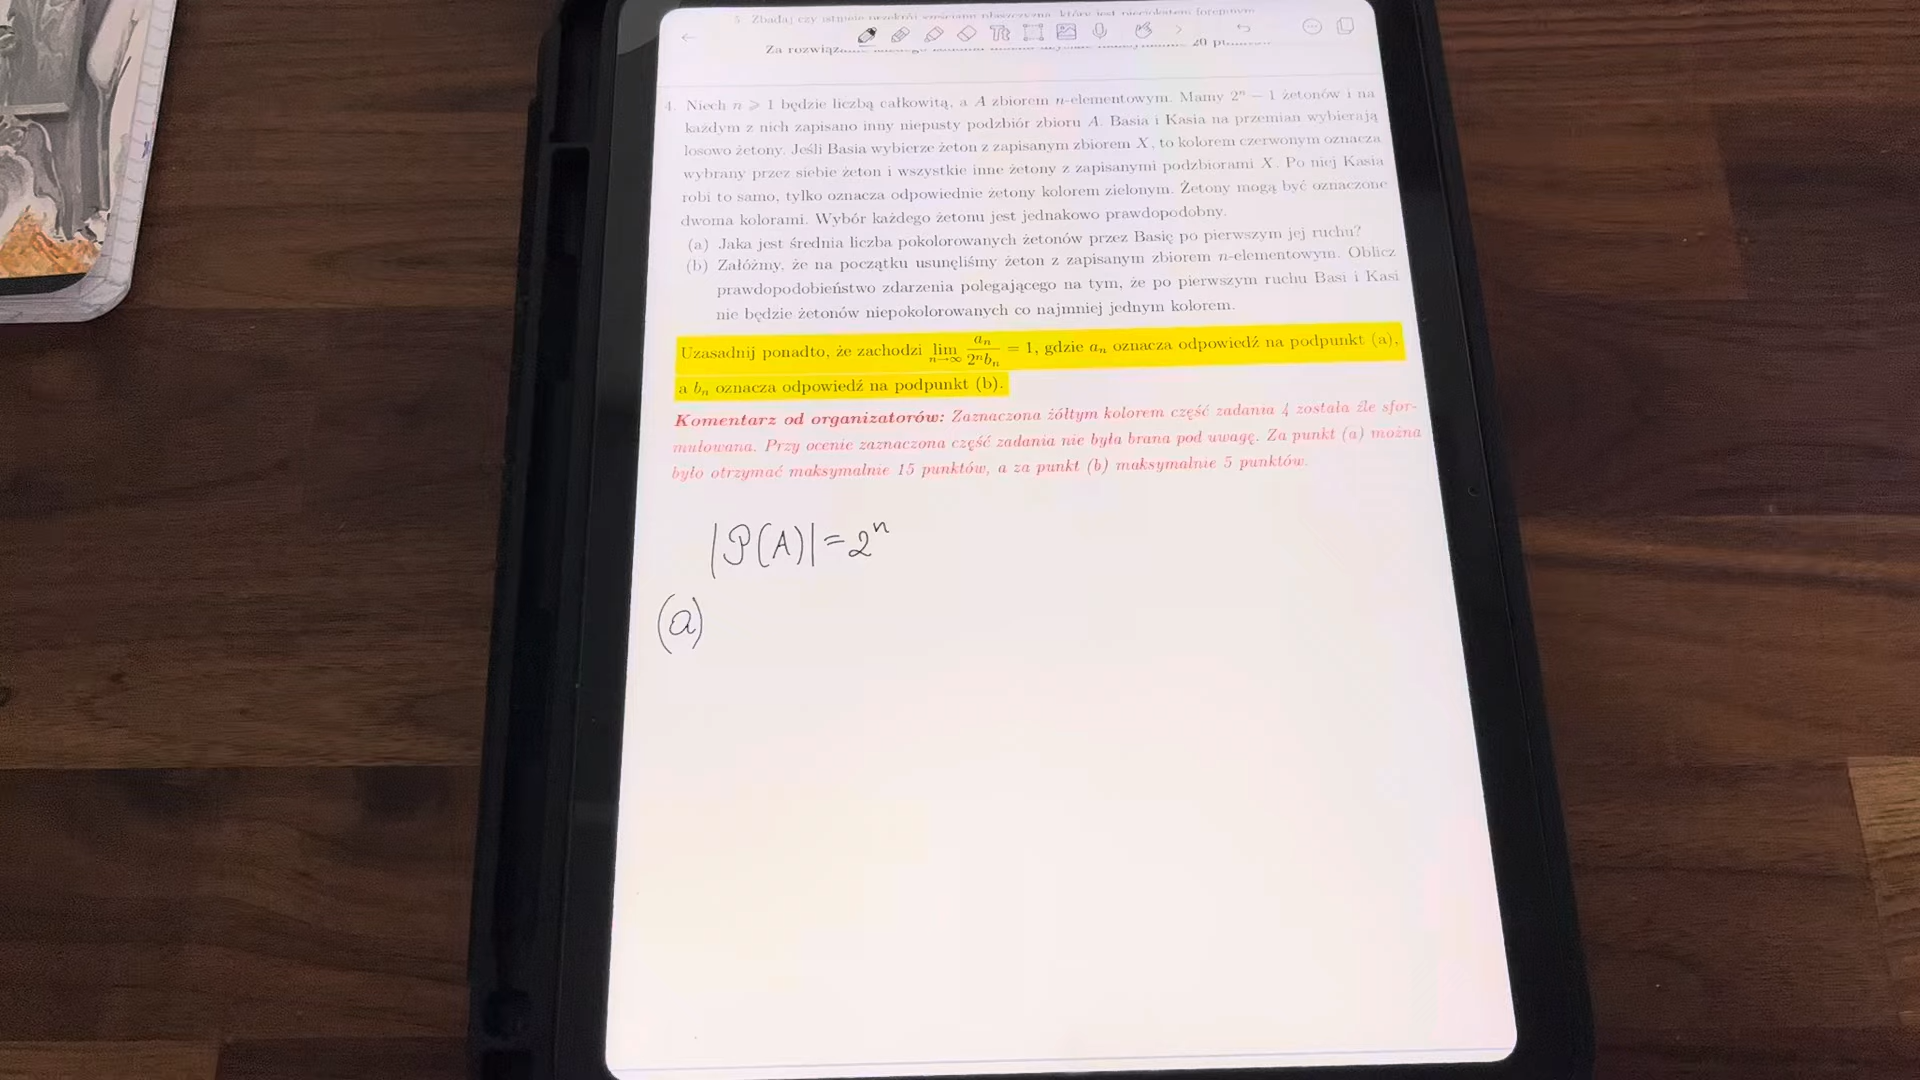 5. Zbadaj czy istnieje
Za rozwiąz 20 p
4. Niech n ⩾ 1 będzie liczbą całkowitą, a A zbiorem n-elementowym. Mamy 2ⁿ − 1 żetonów i na
każdym z nich zapisano inny niepusty podzbiór zbioru A. Basia i Kasia na przemian wybierają
losowo żetony. Jeśli Basia wybierze żeton z zapisanym zbiorem X, to kolorem czerwonym oznacza
wybrany przez siebie żeton i wszystkie inne żetony z zapisanymi podzbiorami X. Po niej Kasia
robi to samo, tylko oznacza odpowiednie żetony kolorem zielonym. Żetony mogą być oznaczone
dwoma kolorami. Wybór każdego żetonu jest jednakowo prawdopodobny.
(a) Jaka jest średnia liczba pokolorowanych żetonów przez Basię po pierwszym jej ruchu?
(b) Załóżmy, że na początku usunęliśmy żeton z zapisanym zbiorem n-elementowym. Oblicz
prawdopodobieństwo zdarzenia polegającego na tym, że po pierwszym ruchu Basi i Kasi
nie będzie żetonów niepokolorowanych co najmniej jednym kolorem.
Uzasadnij ponadto, że zachodzi lim n→∞ aₙ/2ⁿbₙ = 1, gdzie aₙ oznacza odpowiedź na podpunkt (a),
a bₙ oznacza odpowiedź na podpunkt (b).
Komentarz od organizatorów: Zaznaczona żółtym kolorem część zadania 4 została źle sfor-
mułowana. Przy ocenie zaznaczona część zadania nie była brana pod uwagę. Za punkt (a) można
było otrzymać maksymalnie 15 punktów, a za punkt (b) maksymalnie 5 punktów.
|P(A)| = 2ⁿ
(a)